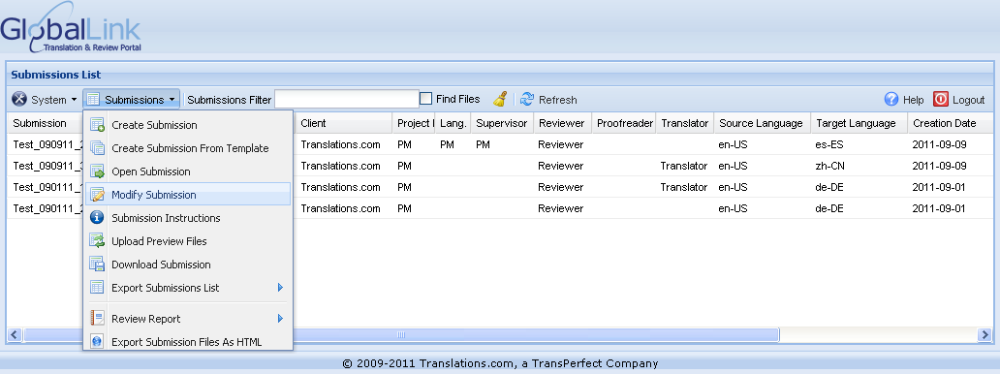 GlobalLink
Translation & Review Portal
Submissions List
System Submissions Submissions Filter Find Files Refresh Help Logout
Submission Client Project Lang. Supervisor Reviewer Proofreader Translator Source Language Target Language Creation Date
Test_090911_ Translations.com PM PM PM Reviewer en-US es-ES 2011-09-09
Test_090911_ Translations.com PM Reviewer Translator en-US zh-CN 2011-09-09
Test_090111_ Translations.com PM Reviewer Translator en-US de-DE 2011-09-01
Test_090111_ Translations.com PM Reviewer en-US de-DE 2011-09-01
Create Submission
Create Submission From Template
Open Submission
Modify Submission
Submission Instructions
Upload Preview Files
Download Submission
Export Submissions List
Review Report
Export Submission Files As HTML
© 2009-2011 Translations.com, a TransPerfect Company